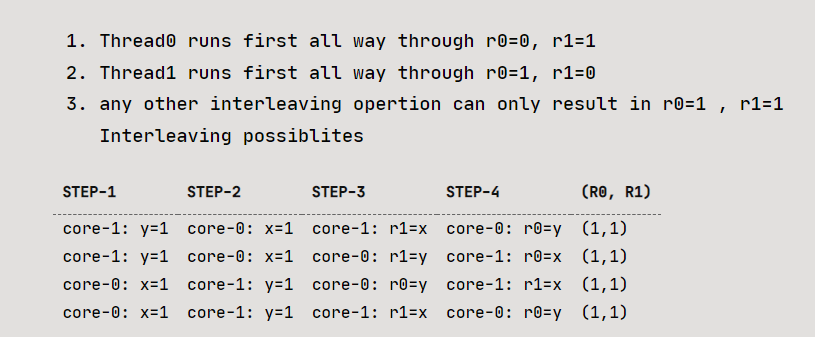 1. Thread0 runs first all way through r0=0, r1=1
2. Thread1 runs first all way through r0=1, r1=0
3. any other interleaving opertion can only result in r0=1 , r1=1
Interleaving possiblites
STEP-1 STEP-2 STEP-3 STEP-4 (R0, R1)
core-1: y=1 core-0: x=1 core-1: r1=x core-0: r0=y (1,1)
core-1: y=1 core-0: x=1 core-0: r1=y core-1: r0=x (1,1)
core-0: x=1 core-1: y=1 core-0: r0=y core-1: r1=x (1,1)
core-0: x=1 core-1: y=1 core-1: r1=x core-0: r0=y (1,1)